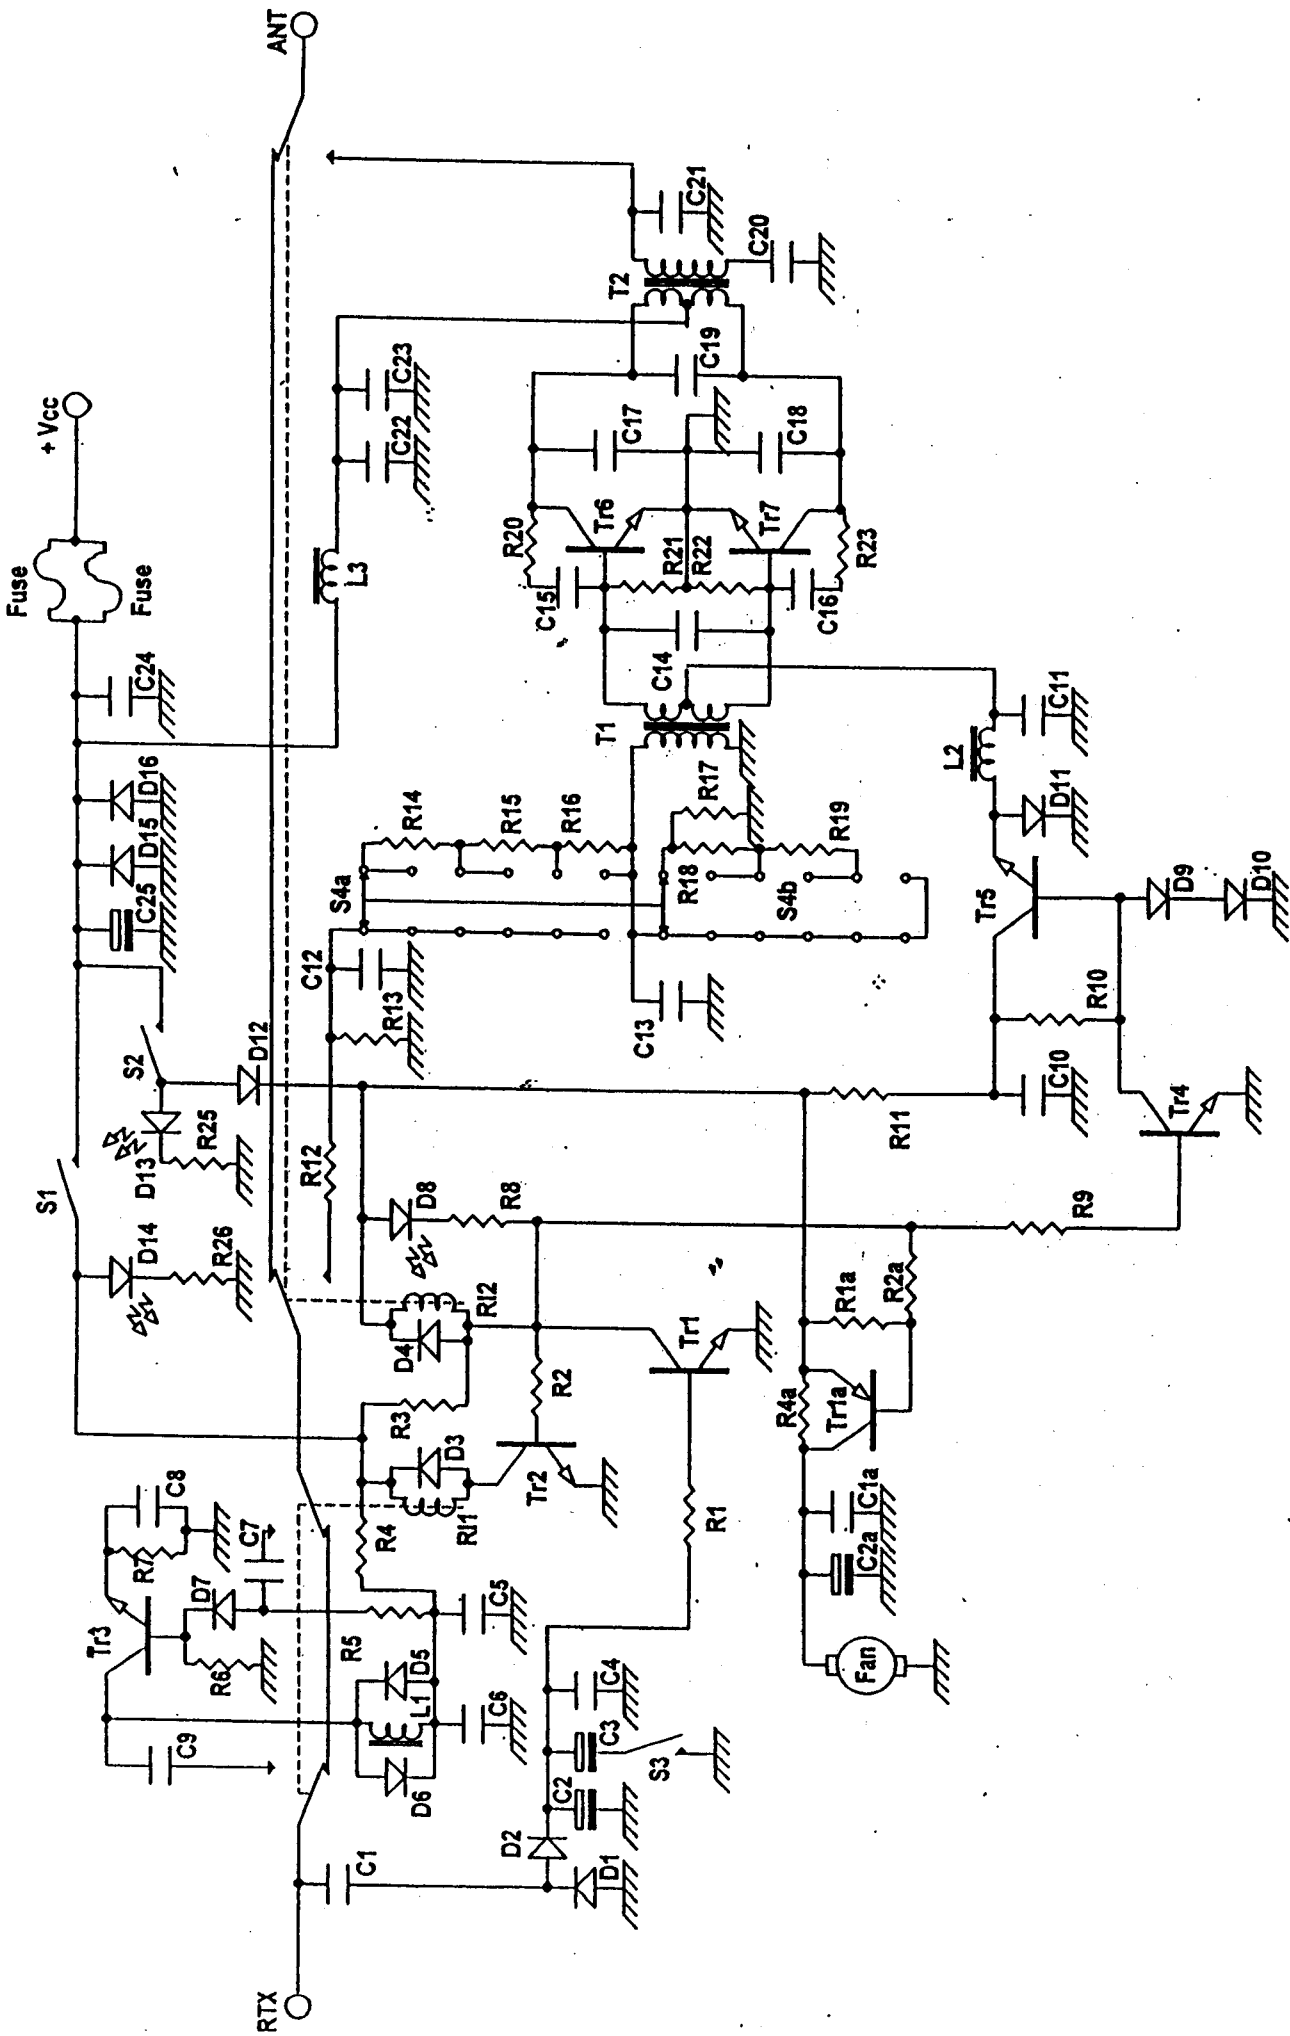 Fuse
S1
+ Vcc
S2
Fuse
Tr3
D14
D13
D16
D15
C24
C25
C8
R7
C9
D7
R26
R25
R6
C7
D12
RTX
ANT
R5
R12
C12
S4a
L3
C1
R4
R3
R13
C23
C22
D6
L1
D5
D4
D8
R14
D3
Rl1
Rl2
C5
C6
R8
R15
R20
D2
C2
Tr2
R2
C15
D1
C3
C4
R16
T1
Tr6
T2
S3
Tr1
C13
R18
C14
R21
R22
C17
C19
C21
R1
R17
C20
R4a
S4b
Tr7
C18
Tr1a
R1a
R19
C16
Fan
C2a
C1a
R2a
R11
R23
L2
Tr5
D11
C11
C10
R9
R10
Tr4
D9
D10